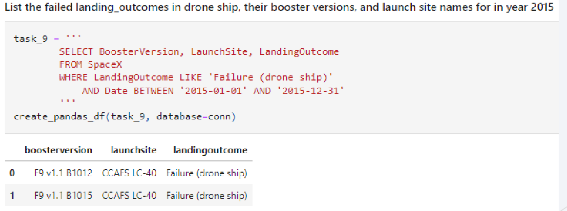 List the failed landing_outcomes in drone ship, their booster versions, and launch site names for in year 2015
task_9 = '''
SELECT BoosterVersion, LaunchSite, LandingOutcome
FROM SpaceX
WHERE LandingOutcome LIKE 'Failure (drone ship)'
AND Date BETWEEN '2015-01-01' AND '2015-12-31'
'''
create_pandas_df(task_9, database=conn)
boosterversion launchsite landingoutcome
0 F9 v1.1 B1012 CCAFS LC-40 Failure (drone ship)
1 F9 v1.1 B1015 CCAFS LC-40 Failure (drone ship)